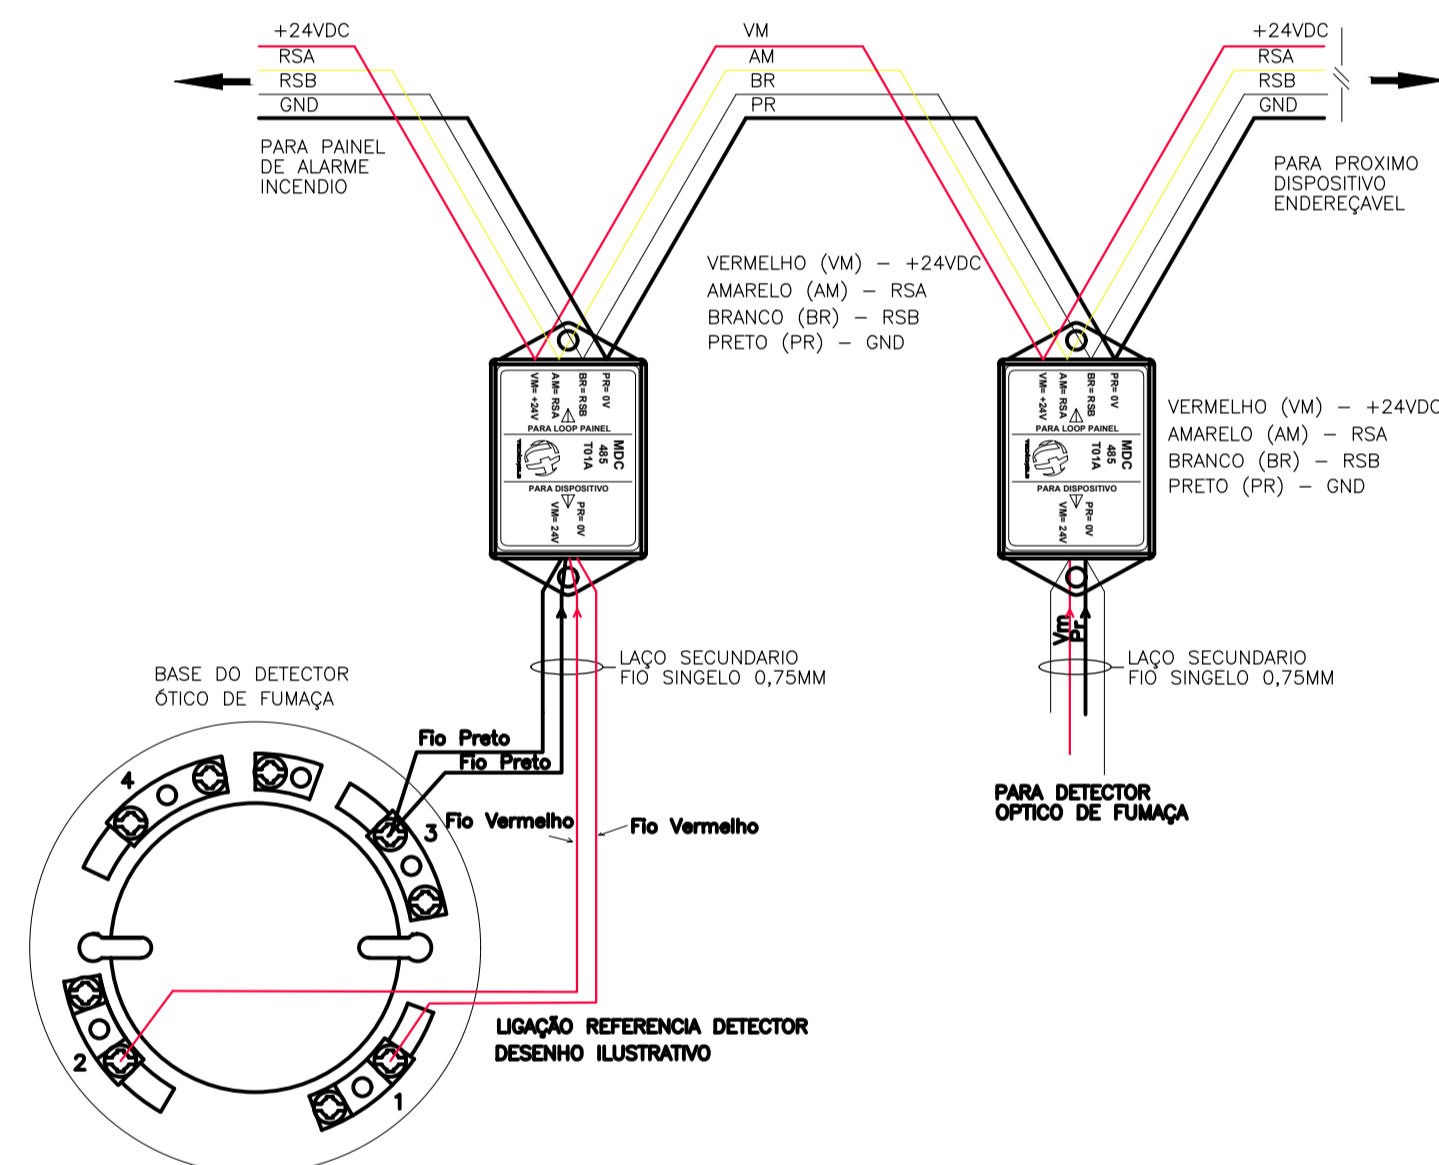 +24VDC
RSA
RSB
GND
PARA PAINEL
DE ALARME
INCENDIO
VM
AM
BR
PR
+24VDC
RSA
RSB
GND
PARA PROXIMO
DISPOSITIVO
ENDEREÇAVEL
VERMELHO (VM) – +24VDC
AMARELO (AM) – RSA
BRANCO (BR) – RSB
PRETO (PR) – GND
VM= +24V
AM= RSA
BR= RSB
PR= 0V
PARA LOOP PAINEL
MDC
485
T01A
PARA DISPOSITIVO
VM= 24V
PR= 0V
VM= +24V
AM= RSA
BR= RSB
PR= 0V
PARA LOOP PAINEL
MDC
485
T01A
PARA DISPOSITIVO
VM= 24V
PR= 0V
VERMELHO (VM) – +24VDC
AMARELO (AM) – RSA
BRANCO (BR) – RSB
PRETO (PR) – GND
Vm
Pr
LAÇO SECUNDARIO
FIO SINGELO 0,75MM
LAÇO SECUNDARIO
FIO SINGELO 0,75MM
BASE DO DETECTOR
ÓTICO DE FUMAÇA
Fio Preto
Fio Preto
Fio Vermelho
Fio Vermelho
PARA DETECTOR
OPTICO DE FUMAÇA
4
3
2
1
LIGAÇÃO REFERENCIA DETECTOR
DESENHO ILUSTRATIVO